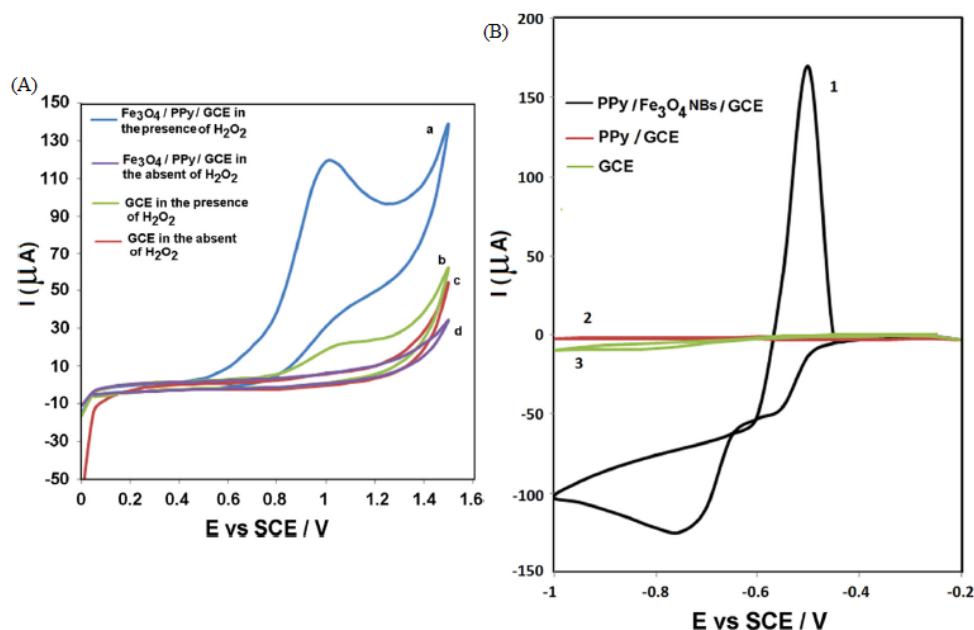 (A)
150
130
110
90
70
50
30
10
-10
-30
-50
I (μA)
Fe3O4 / PPy / GCE in
the presence of H2O2
Fe3O4 / PPy / GCE in
the absent of H2O2
GCE in the presence
of H2O2
GCE in the absent
of H2O2
a
b
c
d
0 0.2 0.4 0.6 0.8 1 1.2 1.4 1.6
E vs SCE / V
(B)
200
150
100
50
0
-50
-100
-150
I (μA)
PPy / Fe3O4 NBs / GCE
PPy / GCE
GCE
1
2
3
-1 -0.8 -0.6 -0.4 -0.2
E vs SCE / V